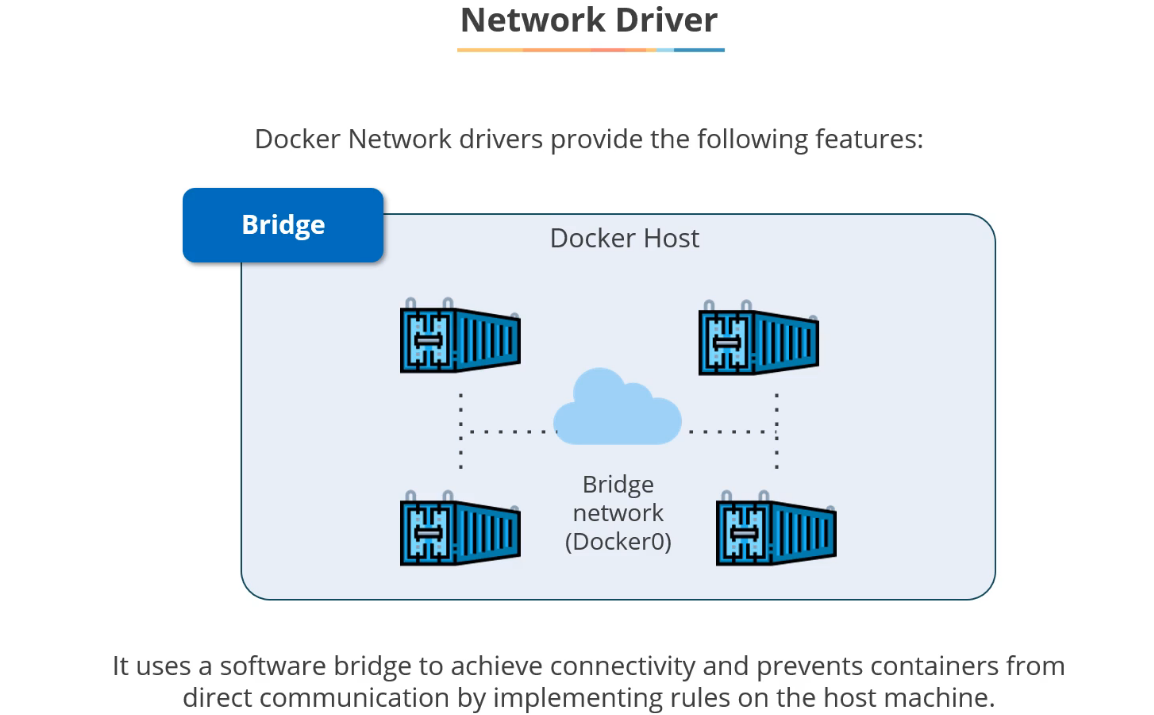 Network Driver
Docker Network drivers provide the following features:
Bridge
Docker Host
Bridge
network
(Docker0)
It uses a software bridge to achieve connectivity and prevents containers from
direct communication by implementing rules on the host machine.